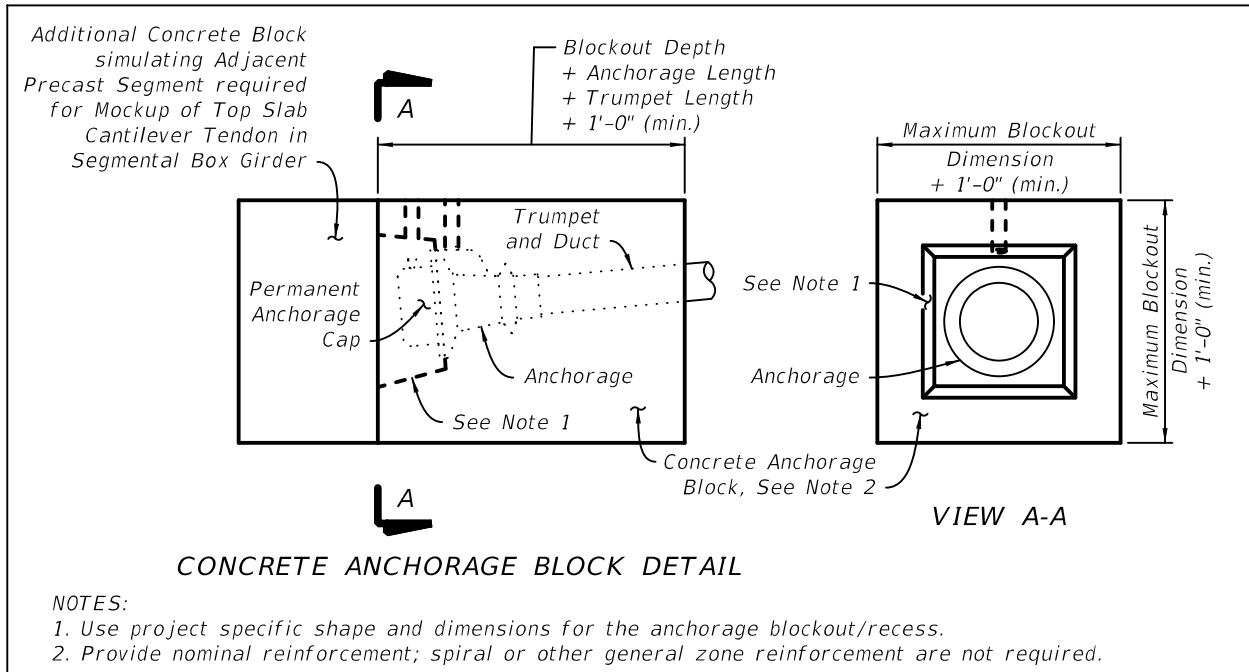 Additional Concrete Block
simulating Adjacent
Precast Segment required
for Mockup of Top Slab
Cantilever Tendon in
Segmental Box Girder
A
Blockout Depth
+ Anchorage Length
+ Trumpet Length
+ 1'-0" (min.)
Maximum Blockout
Dimension
+ 1'-0" (min.)
Trumpet
and Duct
Permanent
Anchorage
Cap
See Note 1
Anchorage
Maximum Blockout
Dimension
+ 1'-0" (min.)
Anchorage
See Note 1
Concrete Anchorage
Block, See Note 2
A
VIEW A-A
CONCRETE ANCHORAGE BLOCK DETAIL
NOTES:
1. Use project specific shape and dimensions for the anchorage blockout/recess.
2. Provide nominal reinforcement; spiral or other general zone reinforcement are not required.